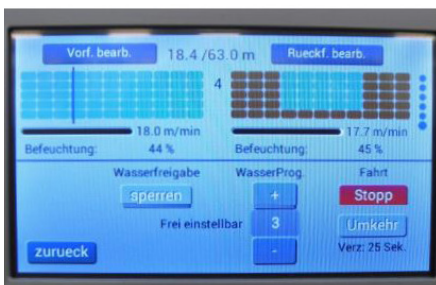 Vorf. bearb. 18.4 /63.0 m Rueckf. bearb.
4
18.0 m/min 17.7 m/min
Befeuchtung: 44 % Befeuchtung: 45 %
Wasserfreigabe WasserProg. Fahrt
sperren + Stopp
Frei einstellbar 3 Umkehr
zurueck - Verz: 25 Sek.